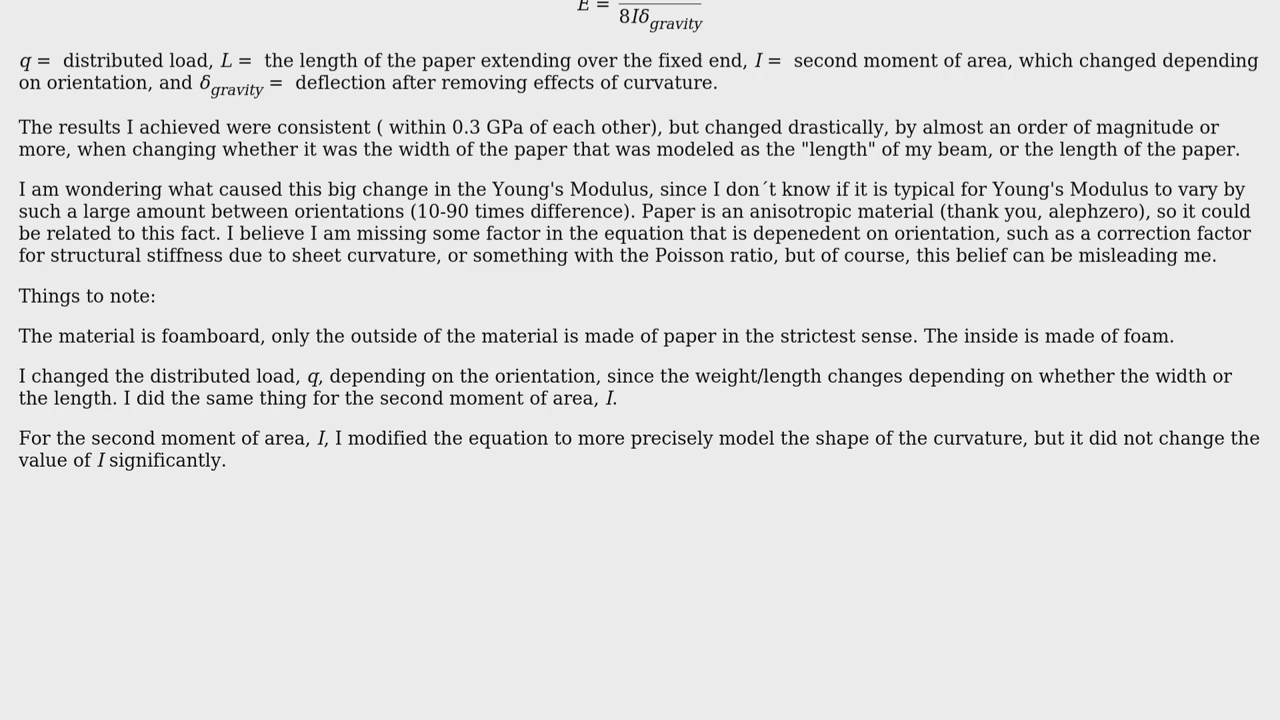 E =
8Iδgravity
q = distributed load, L = the length of the paper extending over the fixed end, I = second moment of area, which changed depending
on orientation, and δgravity = deflection after removing effects of curvature.
The results I achieved were consistent ( within 0.3 GPa of each other), but changed drastically, by almost an order of magnitude or
more, when changing whether it was the width of the paper that was modeled as the "length" of my beam, or the length of the paper.
I am wondering what caused this big change in the Young's Modulus, since I don´t know if it is typical for Young's Modulus to vary by
such a large amount between orientations (10-90 times difference). Paper is an anisotropic material (thank you, alephzero), so it could
be related to this fact. I believe I am missing some factor in the equation that is depenedent on orientation, such as a correction factor
for structural stiffness due to sheet curvature, or something with the Poisson ratio, but of course, this belief can be misleading me.
Things to note:
The material is foamboard, only the outside of the material is made of paper in the strictest sense. The inside is made of foam.
I changed the distributed load, q, depending on the orientation, since the weight/length changes depending on whether the width or
the length. I did the same thing for the second moment of area, I.
For the second moment of area, I, I modified the equation to more precisely model the shape of the curvature, but it did not change the
value of I significantly.